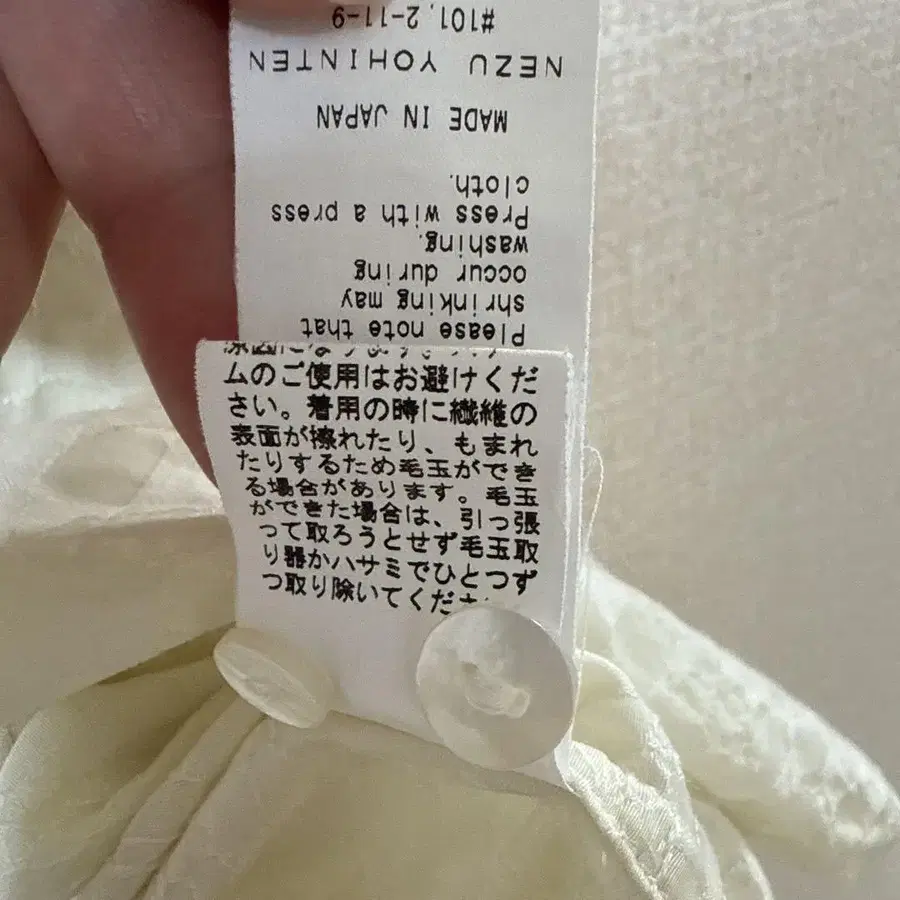 Please note that
shrinking may
occur during
washing.
Press with a press
cloth.
MADE IN JAPAN
NEZU YOHINTEN
#101, 2-11-9
ムのご使用はお避けくだ
さい。着用の時に繊維の
表面が擦れたり、もまれ
たりするため毛玉ができ
る場合があります。毛玉
ができた場合は、引っ張
って取ろうとせず毛玉取
り器かハサミでひとつず
つ取り除いてくだ